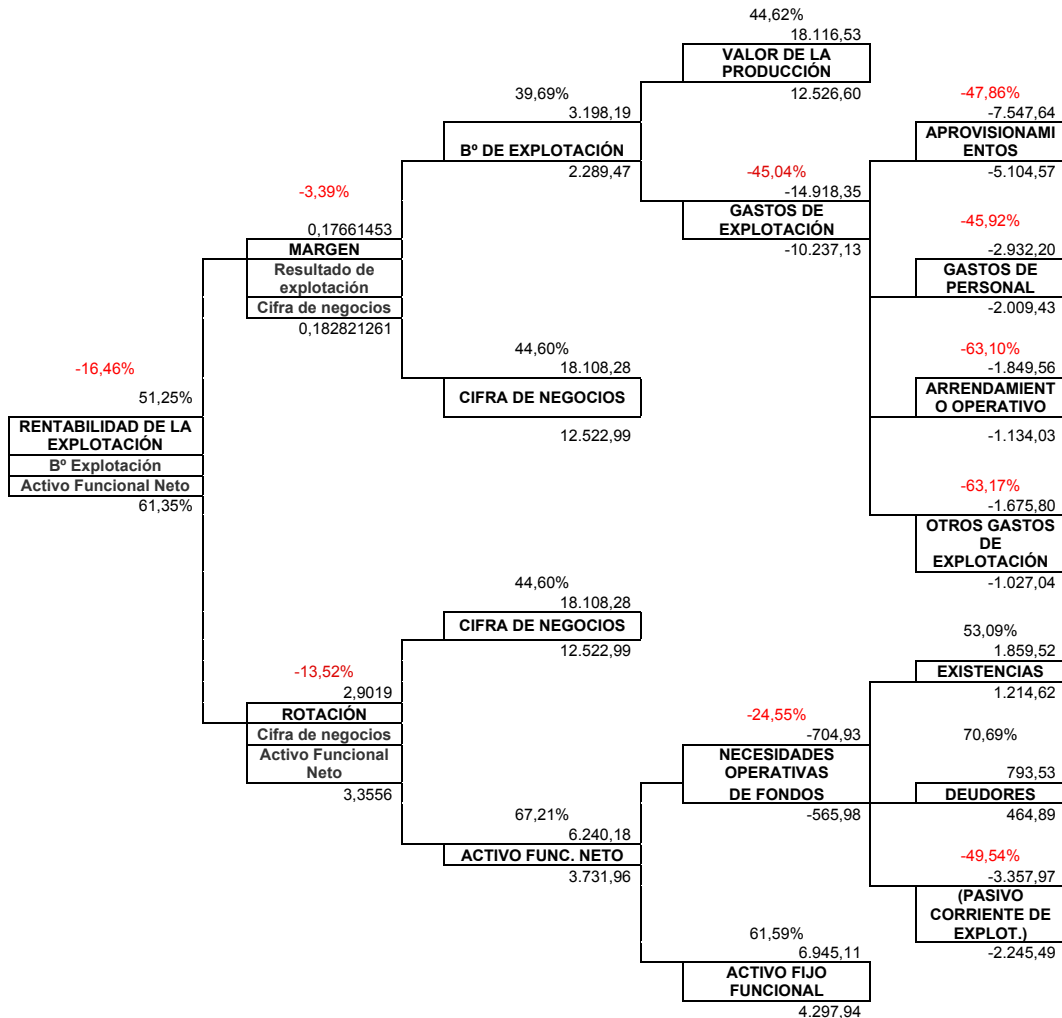 44,62%
18.116,53
VALOR DE LA
PRODUCCIÓN
12.526,60
39,69%
3.198,19
Bº DE EXPLOTACIÓN
2.289,47
-47,86%
-7.547,64
APROVISIONAMI
ENTOS
-5.104,57
-45,04%
-14.918,35
GASTOS DE
EXPLOTACIÓN
-10.237,13
-3,39%
0,17661453
MARGEN
Resultado de
explotación
Cifra de negocios
0,182821261
-45,92%
-2.932,20
GASTOS DE
PERSONAL
-2.009,43
44,60%
18.108,28
CIFRA DE NEGOCIOS
12.522,99
-63,10%
-1.849,56
ARRENDAMIENT
O OPERATIVO
-1.134,03
-16,46%
51,25%
RENTABILIDAD DE LA
EXPLOTACIÓN
Bº Explotación
Activo Funcional Neto
61,35%
-63,17%
-1.675,80
OTROS GASTOS
DE
EXPLOTACIÓN
-1.027,04
44,60%
18.108,28
CIFRA DE NEGOCIOS
12.522,99
53,09%
1.859,52
EXISTENCIAS
1.214,62
-13,52%
2,9019
ROTACIÓN
Cifra de negocios
Activo Funcional
Neto
3,3556
-24,55%
-704,93
NECESIDADES
OPERATIVAS
DE FONDOS
-565,98
70,69%
793,53
DEUDORES
464,89
67,21%
6.240,18
ACTIVO FUNC. NETO
3.731,96
-49,54%
-3.357,97
(PASIVO
CORRIENTE DE
EXPLOT.)
-2.245,49
61,59%
6.945,11
ACTIVO FIJO
FUNCIONAL
4.297,94